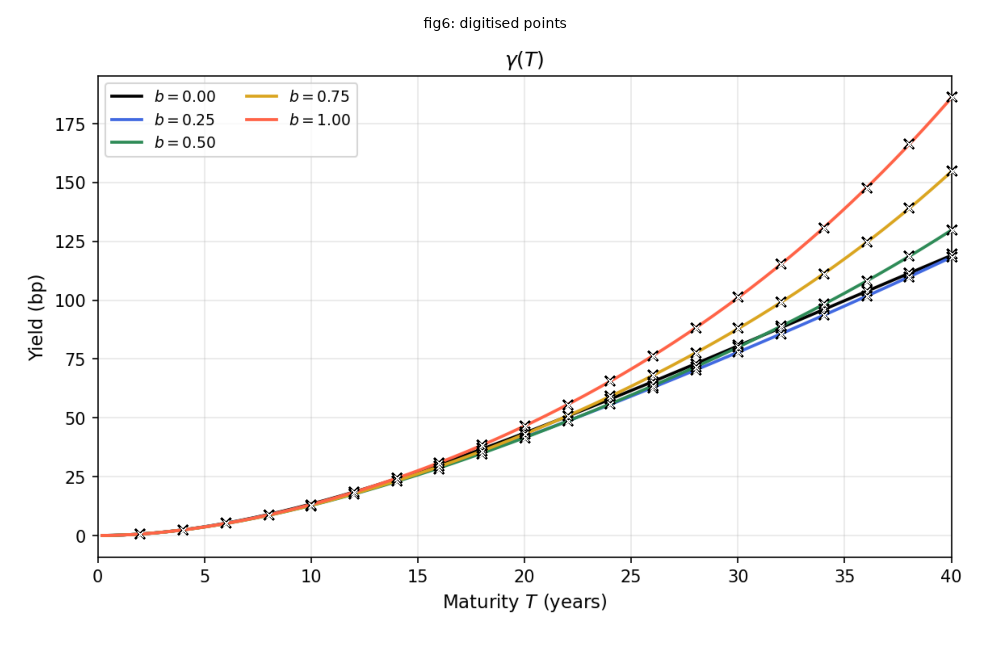 fig6: digitised points
γ(T)
b = 0.00
b = 0.25
b = 0.50
b = 0.75
b = 1.00
Yield (bp)
175
150
125
100
75
50
25
0
0 5 10 15 20 25 30 35 40
Maturity T (years)